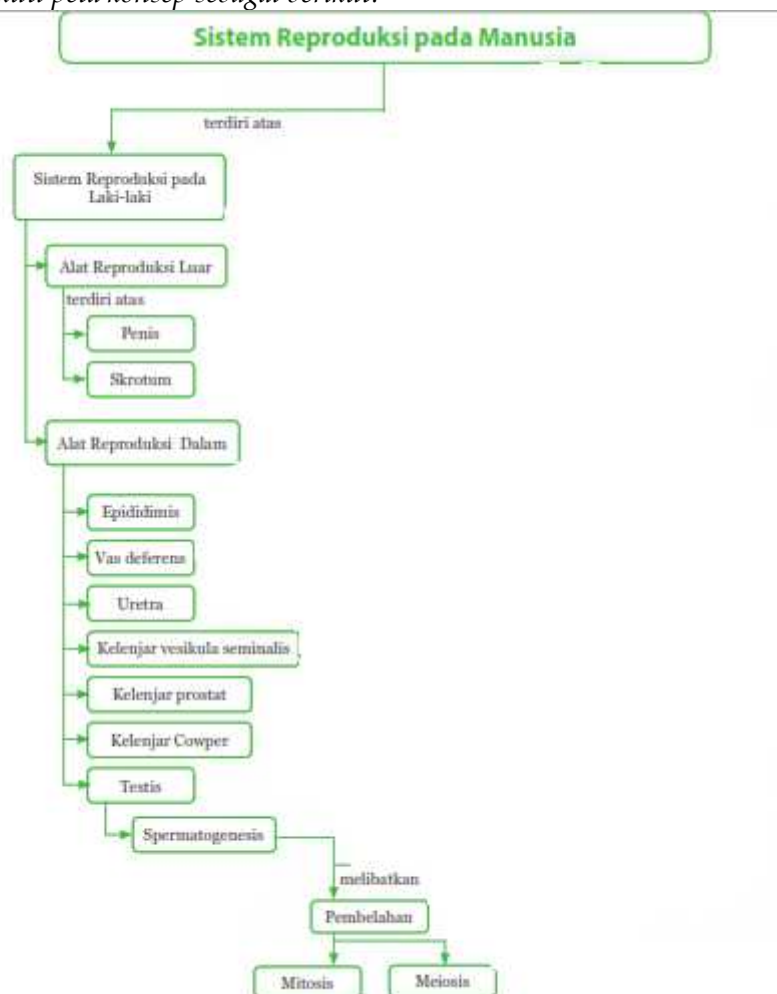 Sistem Reproduksi pada Manusia
terdiri atas
Sistem Reproduksi pada
Laki-laki
Alat Reproduksi Luar
terdiri atas
Penis
Skrotum
Alat Reproduksi Dalam
Epididimis
Vas deferens
Uretra
Kelenjar vesikula seminalis
Kelenjar prostat
Kelenjar Cowper
Testis
Spermatogenesis
melibatkan
Pembelahan
Mitosis
Meiosis